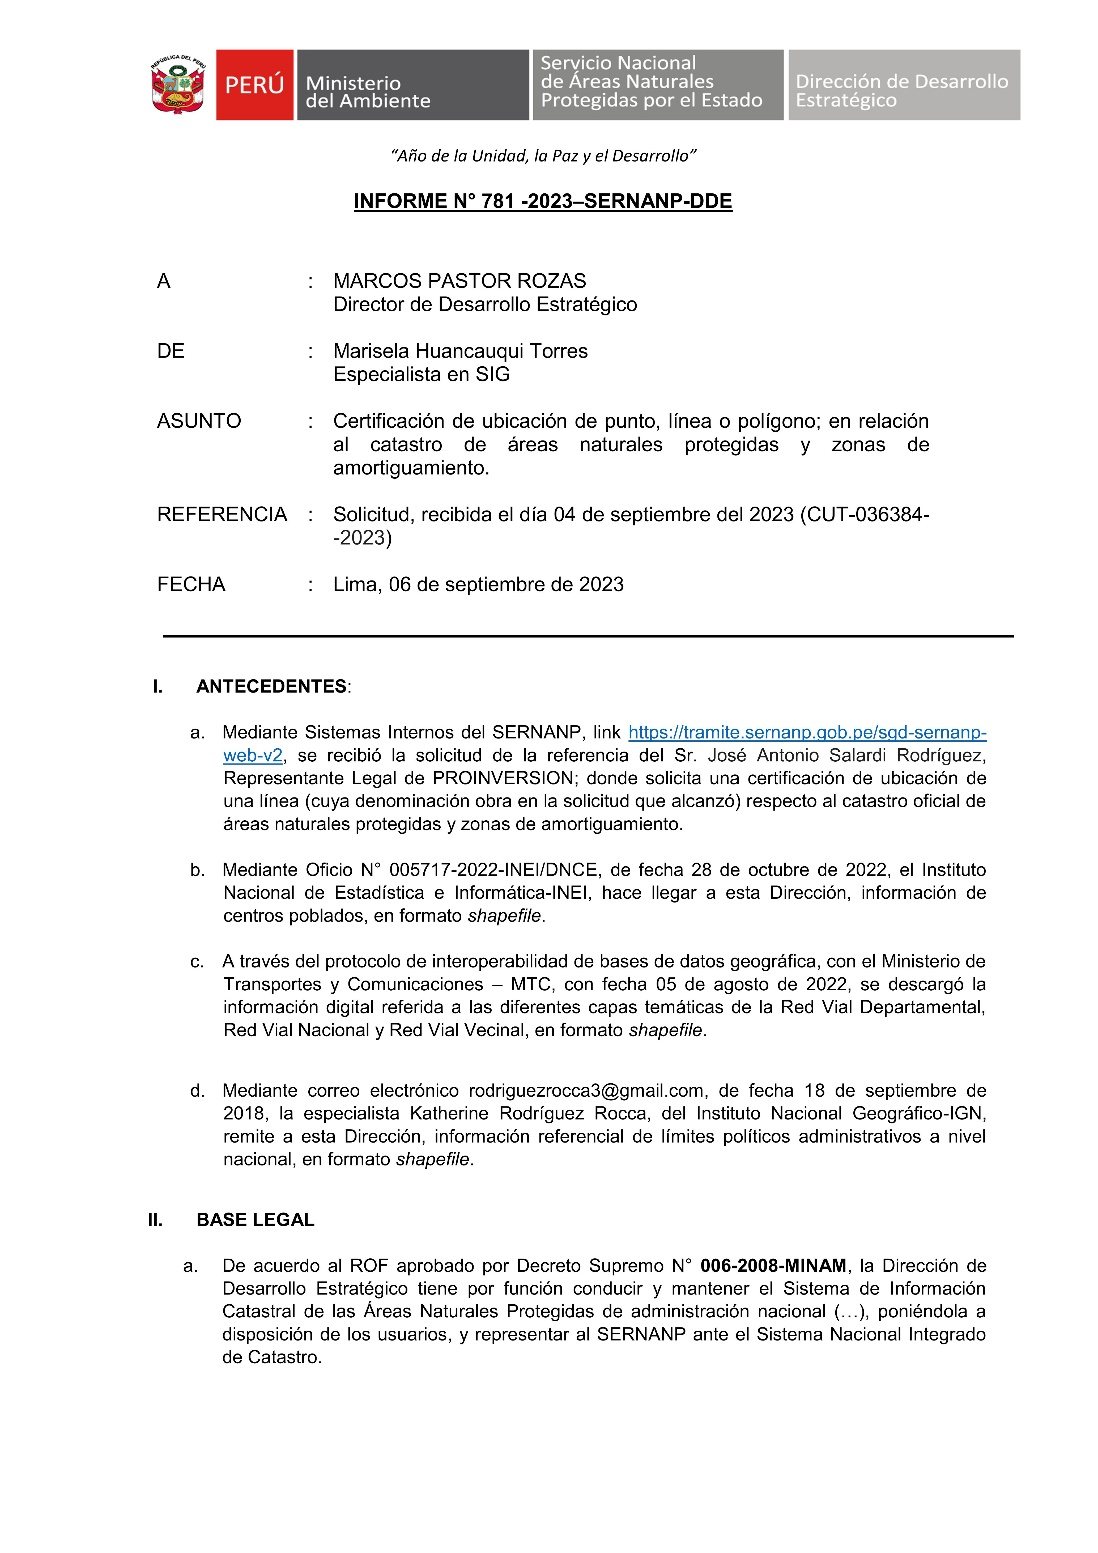 REPÚBLICA DEL PERÚ
PERÚ
Ministerio
del Ambiente
Servicio Nacional
de Áreas Naturales
Protegidas por el Estado
Dirección de Desarrollo
Estratégico
“Año de la Unidad, la Paz y el Desarrollo”
INFORME N° 781 -2023–SERNANP-DDE
A : MARCOS PASTOR ROZAS
Director de Desarrollo Estratégico
DE : Marisela Huancauqui Torres
Especialista en SIG
ASUNTO : Certificación de ubicación de punto, línea o polígono; en relación
al catastro de áreas naturales protegidas y zonas de
amortiguamiento.
REFERENCIA : Solicitud, recibida el día 04 de septiembre del 2023 (CUT-036384-
-2023)
FECHA : Lima, 06 de septiembre de 2023
I. ANTECEDENTES:
a. Mediante Sistemas Internos del SERNANP, link https://tramite.sernanp.gob.pe/sgd-sernanp-
web-v2, se recibió la solicitud de la referencia del Sr. José Antonio Salardi Rodríguez,
Representante Legal de PROINVERSION; donde solicita una certificación de ubicación de
una línea (cuya denominación obra en la solicitud que alcanzó) respecto al catastro oficial de
áreas naturales protegidas y zonas de amortiguamiento.
b. Mediante Oficio N° 005717-2022-INEI/DNCE, de fecha 28 de octubre de 2022, el Instituto
Nacional de Estadística e Informática-INEI, hace llegar a esta Dirección, información de
centros poblados, en formato shapefile.
c. A través del protocolo de interoperabilidad de bases de datos geográfica, con el Ministerio de
Transportes y Comunicaciones – MTC, con fecha 05 de agosto de 2022, se descargó la
información digital referida a las diferentes capas temáticas de la Red Vial Departamental,
Red Vial Nacional y Red Vial Vecinal, en formato shapefile.
d. Mediante correo electrónico rodriguezrocca3@gmail.com, de fecha 18 de septiembre de
2018, la especialista Katherine Rodríguez Rocca, del Instituto Nacional Geográfico-IGN,
remite a esta Dirección, información referencial de límites políticos administrativos a nivel
nacional, en formato shapefile.
II. BASE LEGAL
a. De acuerdo al ROF aprobado por Decreto Supremo N° 006-2008-MINAM, la Dirección de
Desarrollo Estratégico tiene por función conducir y mantener el Sistema de Información
Catastral de las Áreas Naturales Protegidas de administración nacional (…), poniéndola a
disposición de los usuarios, y representar al SERNANP ante el Sistema Nacional Integrado
de Catastro.